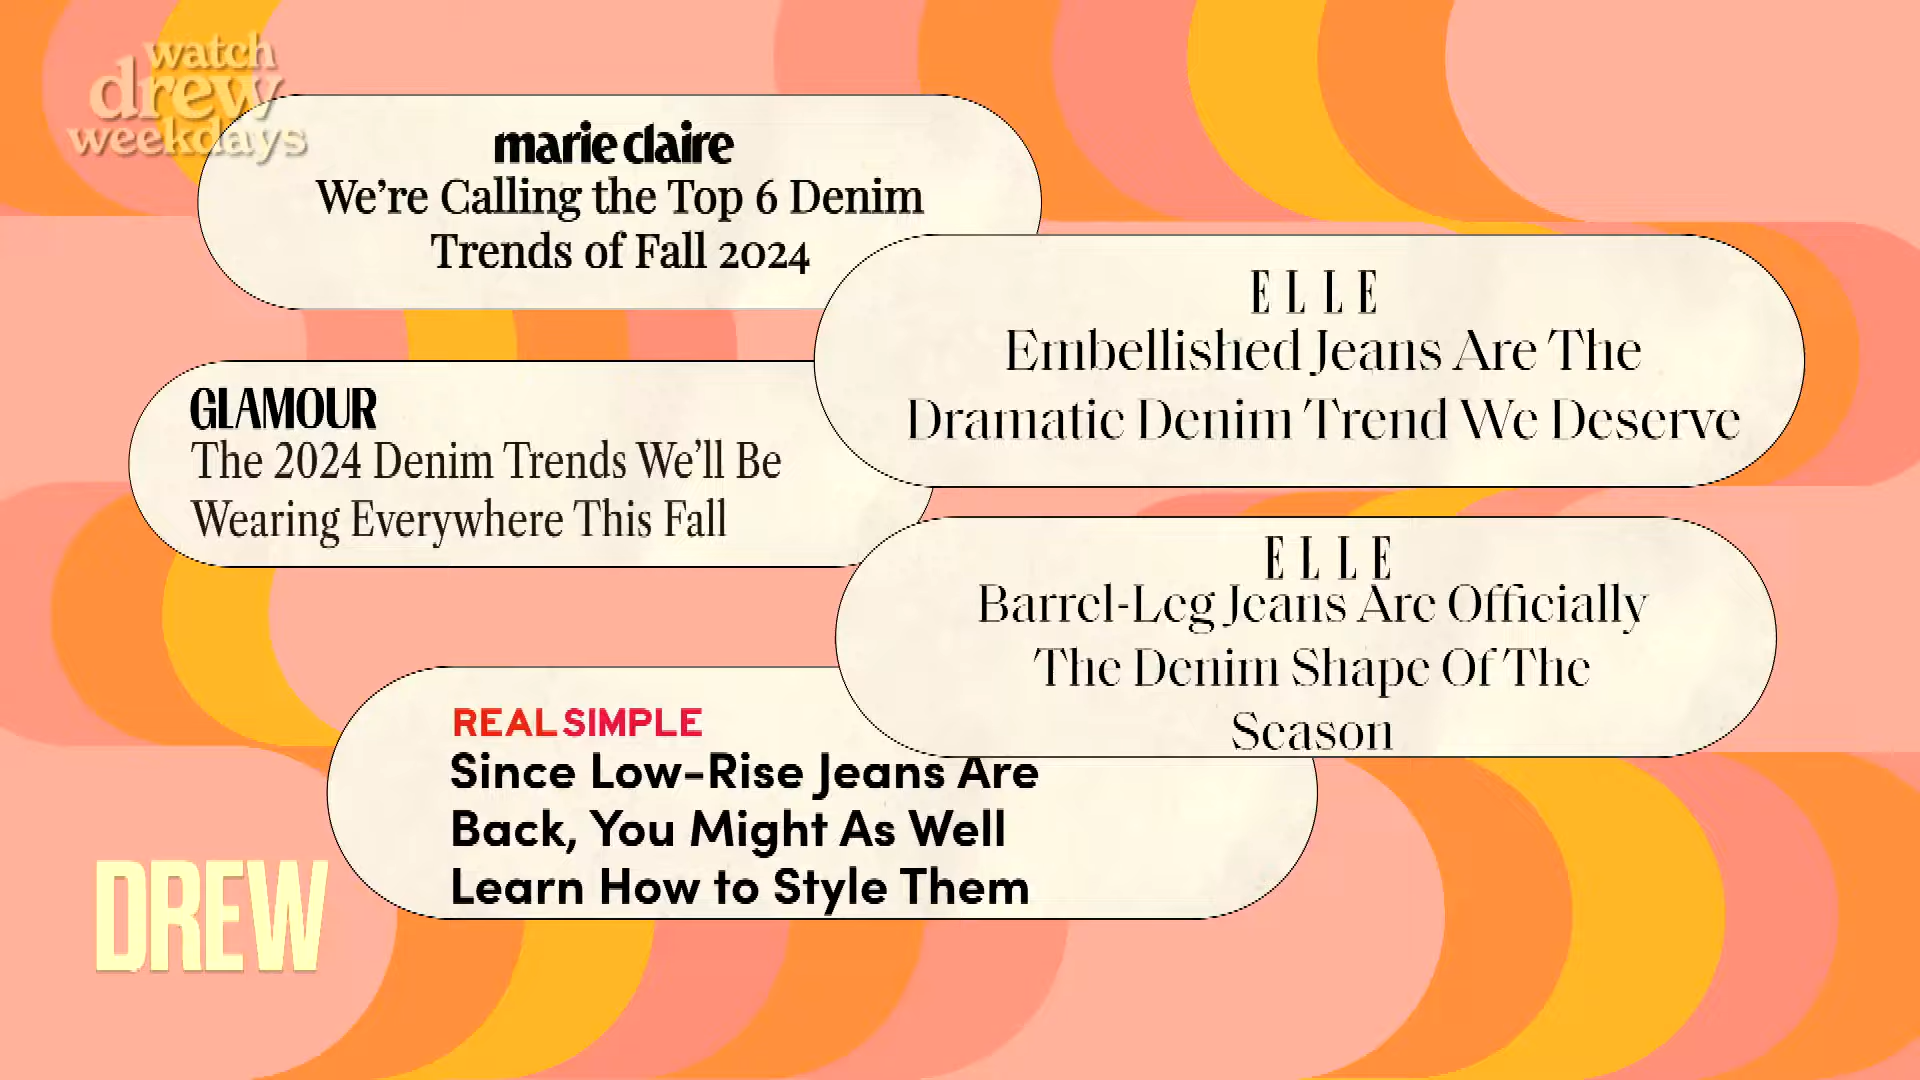 watch
drew
weekdays
marie claire
We’re Calling the Top 6 Denim
Trends of Fall 2024
ELLE
Embellished Jeans Are The
Dramatic Denim Trend We Deserve
GLAMOUR
The 2024 Denim Trends We’ll Be
Wearing Everywhere This Fall
ELLE
Barrel-Leg Jeans Are Officially
The Denim Shape Of The
Season
REAL SIMPLE
Since Low-Rise Jeans Are
Back, You Might As Well
Learn How to Style Them
DREW